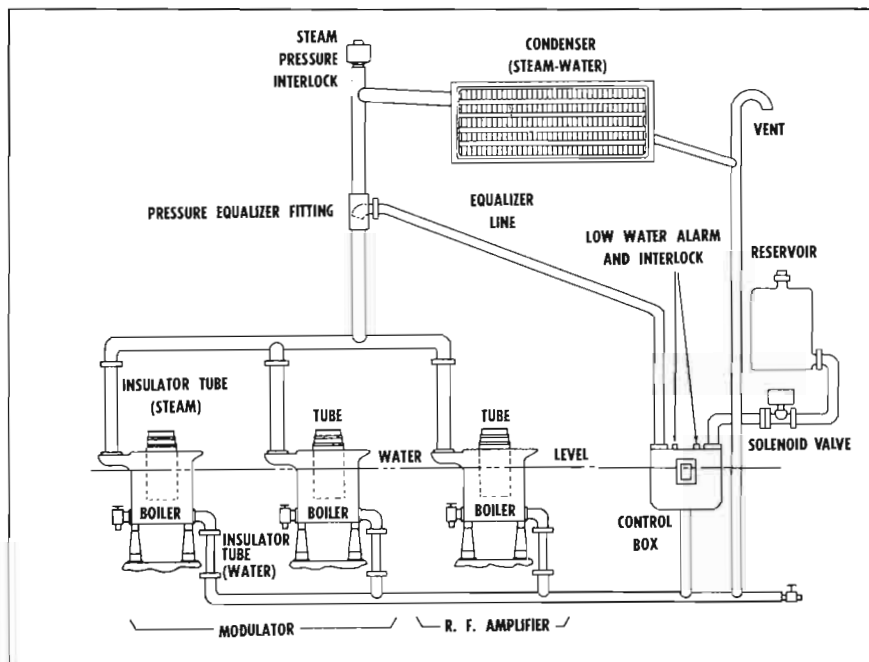 STEAM
PRESSURE
INTERLOCK
CONDENSER
(STEAM-WATER)
VENT
PRESSURE EQUALIZER FITTING
EQUALIZER
LINE
LOW WATER ALARM
AND INTERLOCK
RESERVOIR
INSULATOR TUBE
(STEAM)
TUBE
TUBE
WATER
LEVEL
SOLENOID VALVE
BOILER
BOILER
BOILER
CONTROL
BOX
INSULATOR
TUBE
(WATER)
MODULATOR
R. F. AMPLIFIER